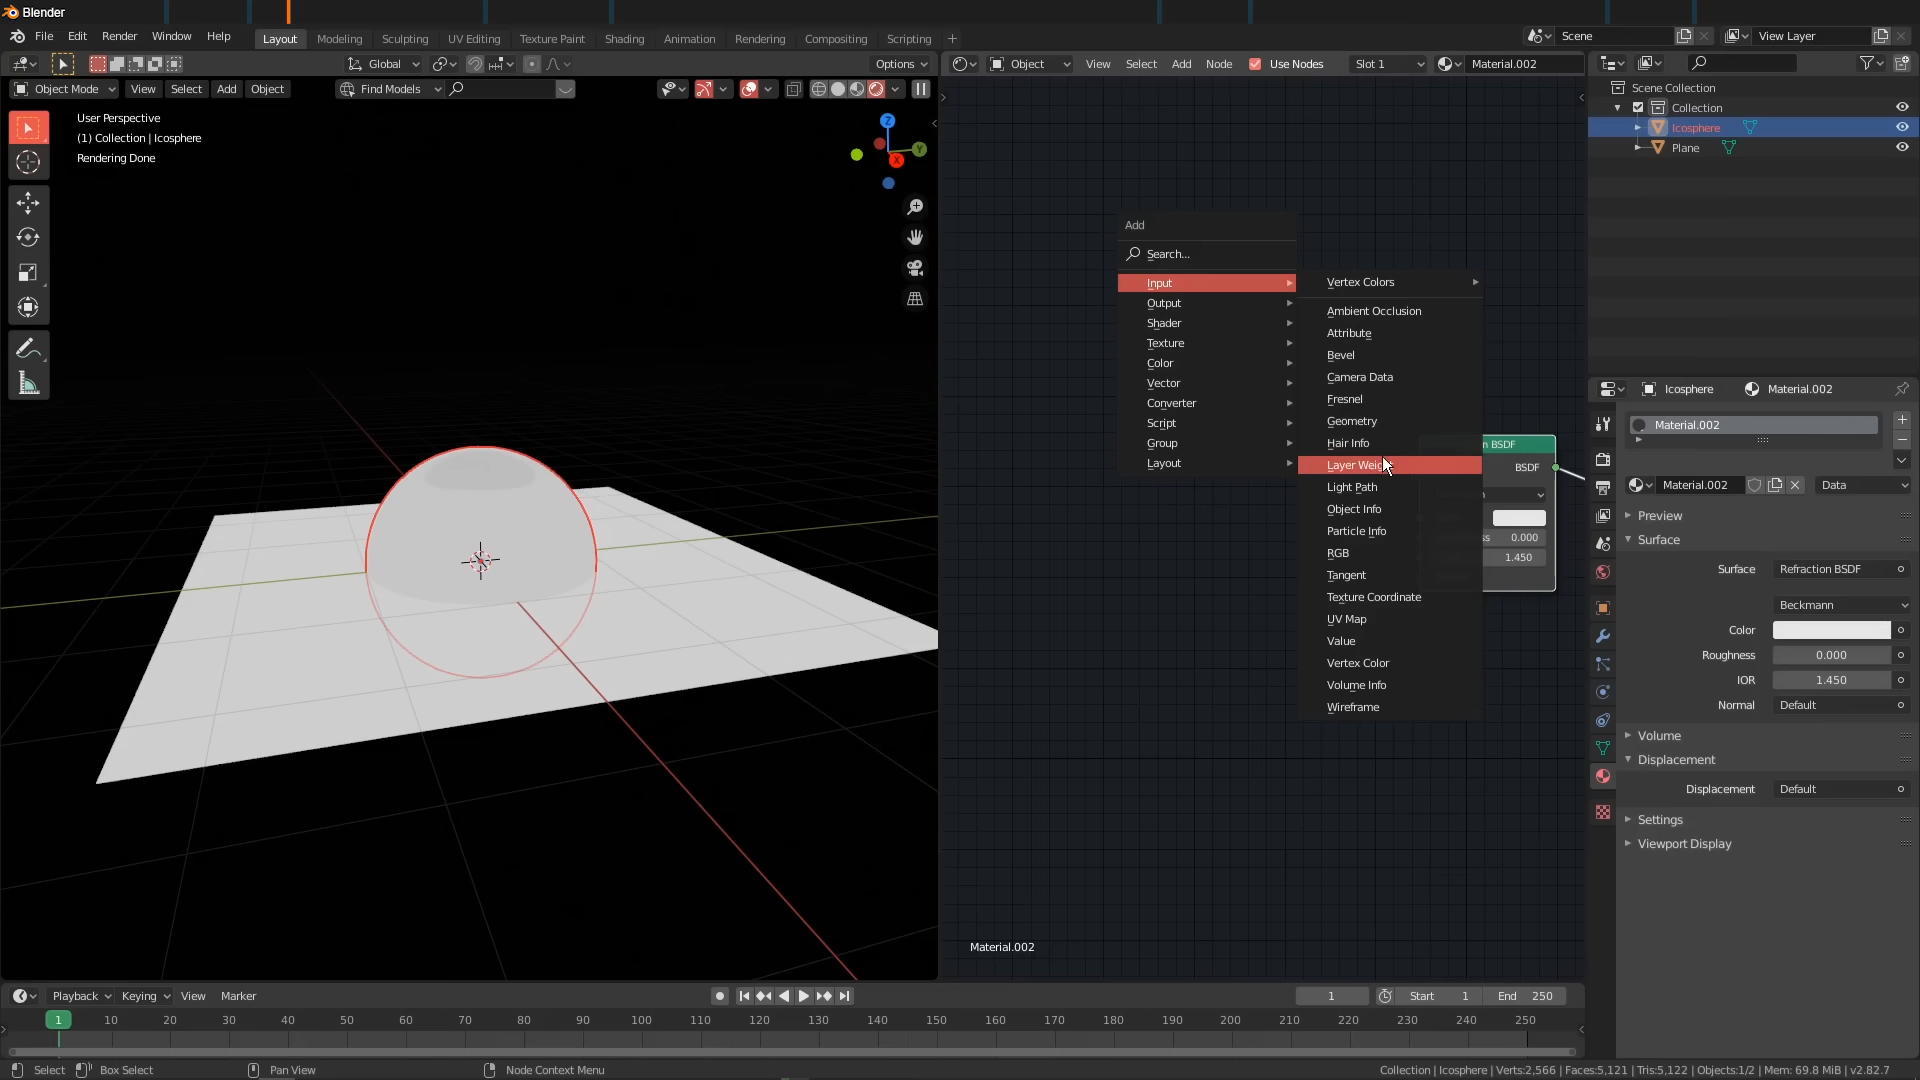 Blender
File Edit Render Window Help
Layout Modeling Sculpting UV Editing Texture Paint Shading Animation Rendering Compositing Scripting +
Scene
View Layer
Global
Options
Object
View Select Add Node
Use Nodes
Slot 1
Material.002
Object Mode
View Select Add Object
Find Models
User Perspective
(1) Collection | Icosphere
Rendering Done
Z
Y
X
Add
Search...
Input
Output
Shader
Texture
Color
Vector
Converter
Script
Group
Layout
Vertex Colors
Ambient Occlusion
Attribute
Bevel
Camera Data
Fresnel
Geometry
Hair Info
Layer Weig
Light Path
Object Info
Particle Info
RGB
Tangent
Texture Coordinate
UV Map
Value
Vertex Color
Volume Info
Wireframe
n BSDF
BSDF
n
ss 0.000
1.450
Material.002
Scene Collection
Collection
Icosphere
Plane
Icosphere
Material.002
Material.002
Material.002
Data
Preview
Surface
Surface Refraction BSDF
Beckmann
Color
Roughness 0.000
IOR 1.450
Normal Default
Volume
Displacement
Displacement Default
Settings
Viewport Display
Playback Keying View Marker
1
Start 1
End 250
1 10 20 30 40 50 60 70 80 90 100 110 120 130 140 150 160 170 180 190 200 210 220 230 240 250
Select
Box Select
Pan View
Node Context Menu
Collection | Icosphere | Verts:2,566 | Faces:5,121 | Tris:5,122 | Objects:1/2 | Mem: 69.8 MiB | v2.82.7